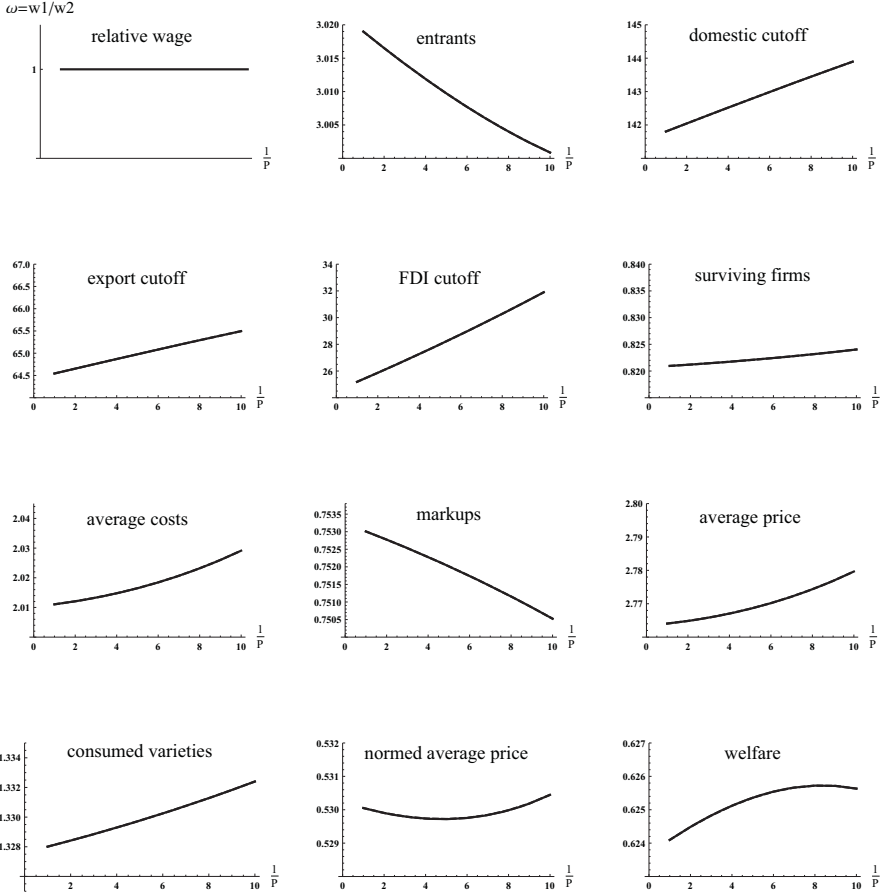 ω=w1/w2
relative wage
1
1/P
entrants
3.020
3.015
3.010
3.005
0 2 4 6 8 10
1/P
domestic cutoff
145
144
143
142
0 2 4 6 8 10
1/P
export cutoff
67.0
66.5
66.0
65.5
65.0
64.5
0 2 4 6 8 10
1/P
FDI cutoff
34
32
30
28
26
0 2 4 6 8 10
1/P
surviving firms
0.840
0.835
0.830
0.825
0.820
0 2 4 6 8 10
1/P
average costs
2.04
2.03
2.02
2.01
0 2 4 6 8 10
1/P
markups
0.7535
0.7530
0.7525
0.7520
0.7515
0.7510
0.7505
0 2 4 6 8 10
1/P
average price
2.80
2.79
2.78
2.77
0 2 4 6 8 10
1/P
consumed varieties
1.334
1.332
1.330
1.328
2 4 6 8 10
1/P
normed average price
0.532
0.531
0.530
0.529
0 2 4 6 8 10
1/P
welfare
0.627
0.626
0.625
0.624
0 2 4 6 8 10
1/P